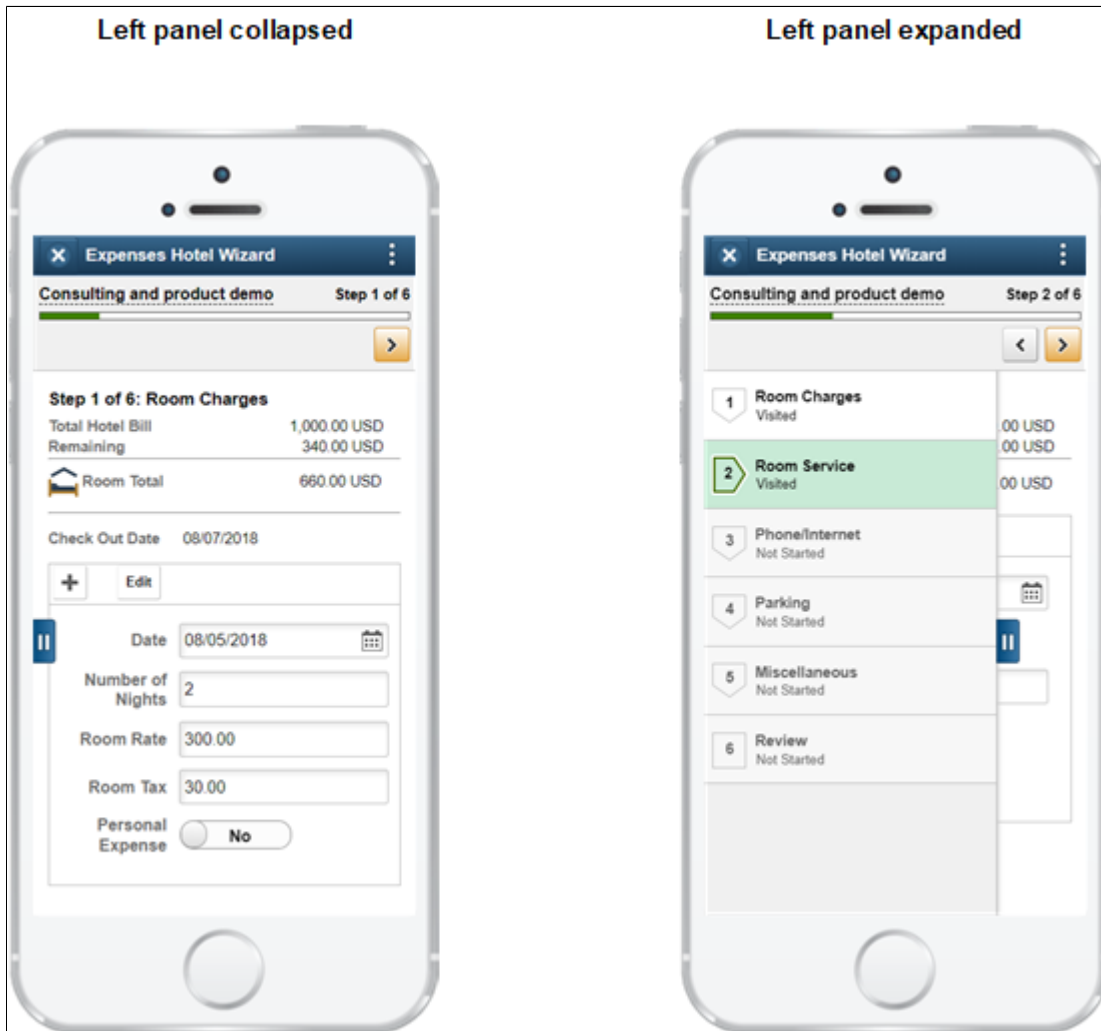 Left panel collapsed
Left panel expanded
Expenses Hotel Wizard
Consulting and product demo Step 1 of 6
Step 1 of 6: Room Charges
Total Hotel Bill 1,000.00 USD
Remaining 340.00 USD
Room Total 660.00 USD
Check Out Date 08/07/2018
+ Edit
Date 08/05/2018
Number of
Nights
2
Room Rate 300.00
Room Tax 30.00
Personal
Expense
No
Expenses Hotel Wizard
Consulting and product demo Step 2 of 6
1 Room Charges
Visited
2 Room Service
Visited
3 Phone/Internet
Not Started
4 Parking
Not Started
5 Miscellaneous
Not Started
6 Review
Not Started
.00 USD
.00 USD
.00 USD